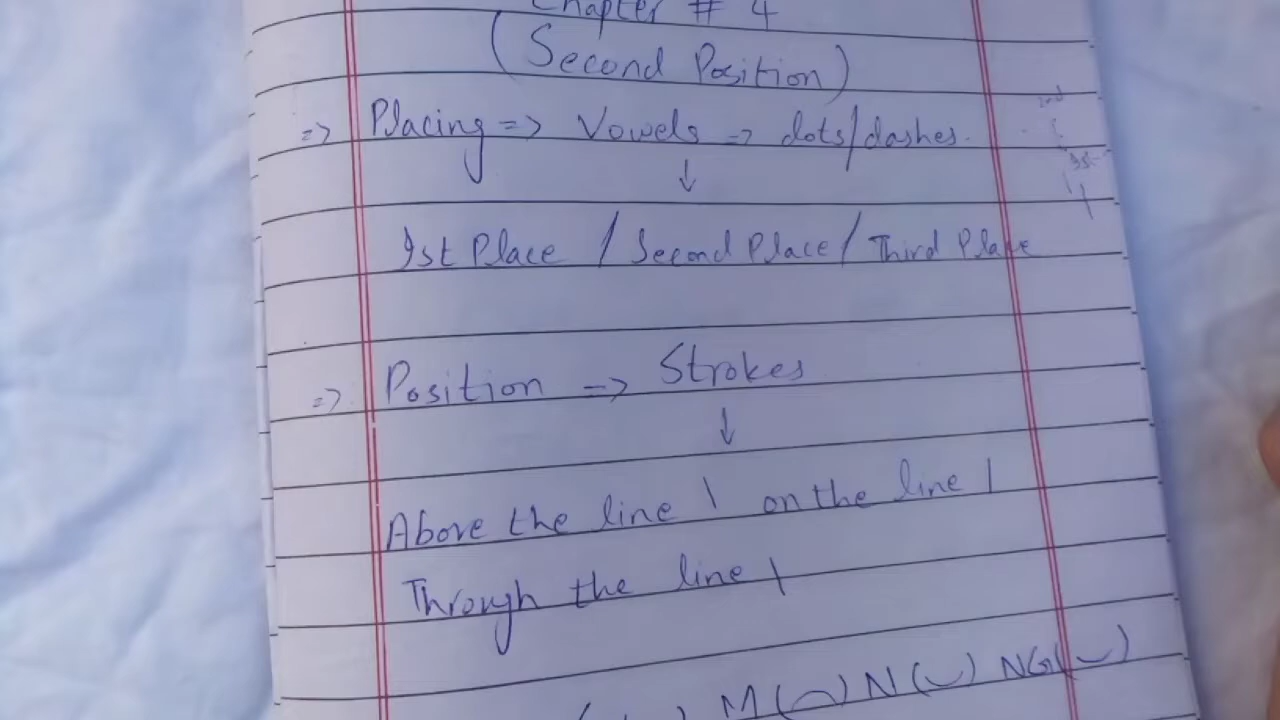 Chapter # 4
(Second Position)
=> Placing => Vowels => dots/dashes.
↓
1st Place / Second Place / Third Place
=> Position => Strokes
↓
Above the line \ on the line |
Through the line \
M (⌒) N (⌣) NG (⌣)